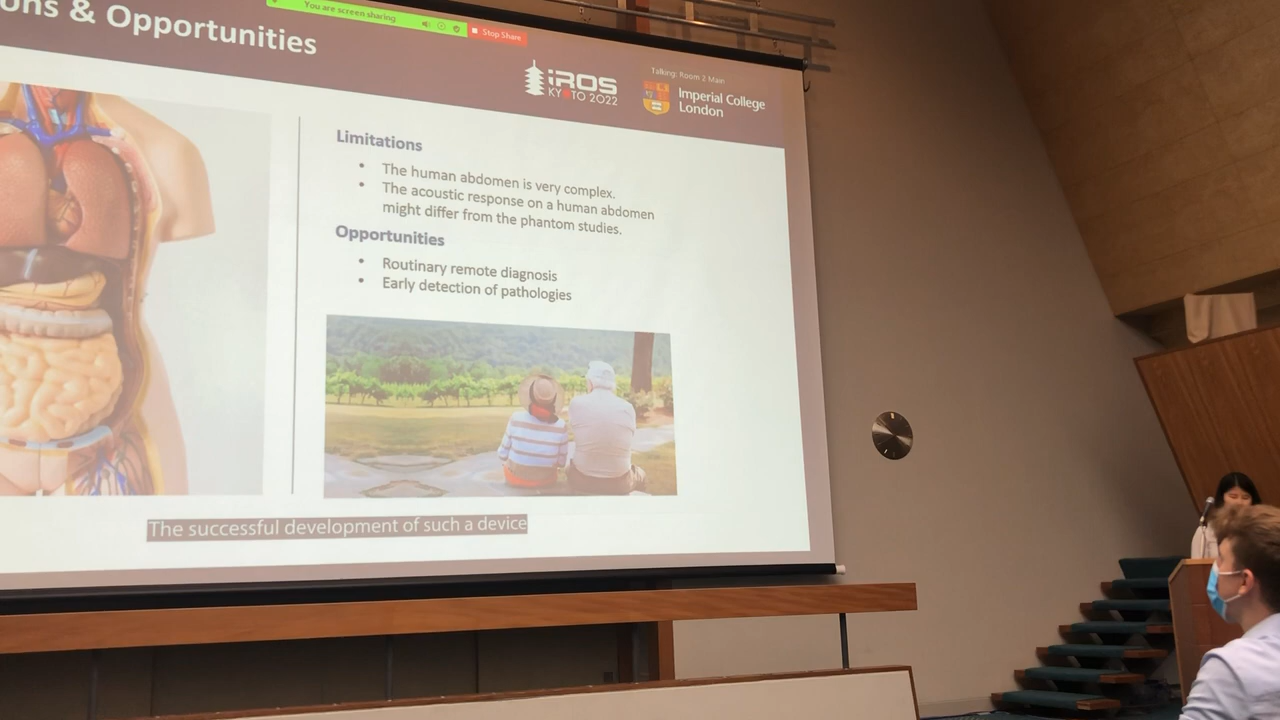 You are screen sharing
Stop Share
ons & Opportunities
Talking: Room 2 Main
iROS
KYOTO 2022
Imperial College
London
Limitations
• The human abdomen is very complex.
• The acoustic response on a human abdomen
might differ from the phantom studies.
Opportunities
• Routinary remote diagnosis
• Early detection of pathologies
The successful development of such a device